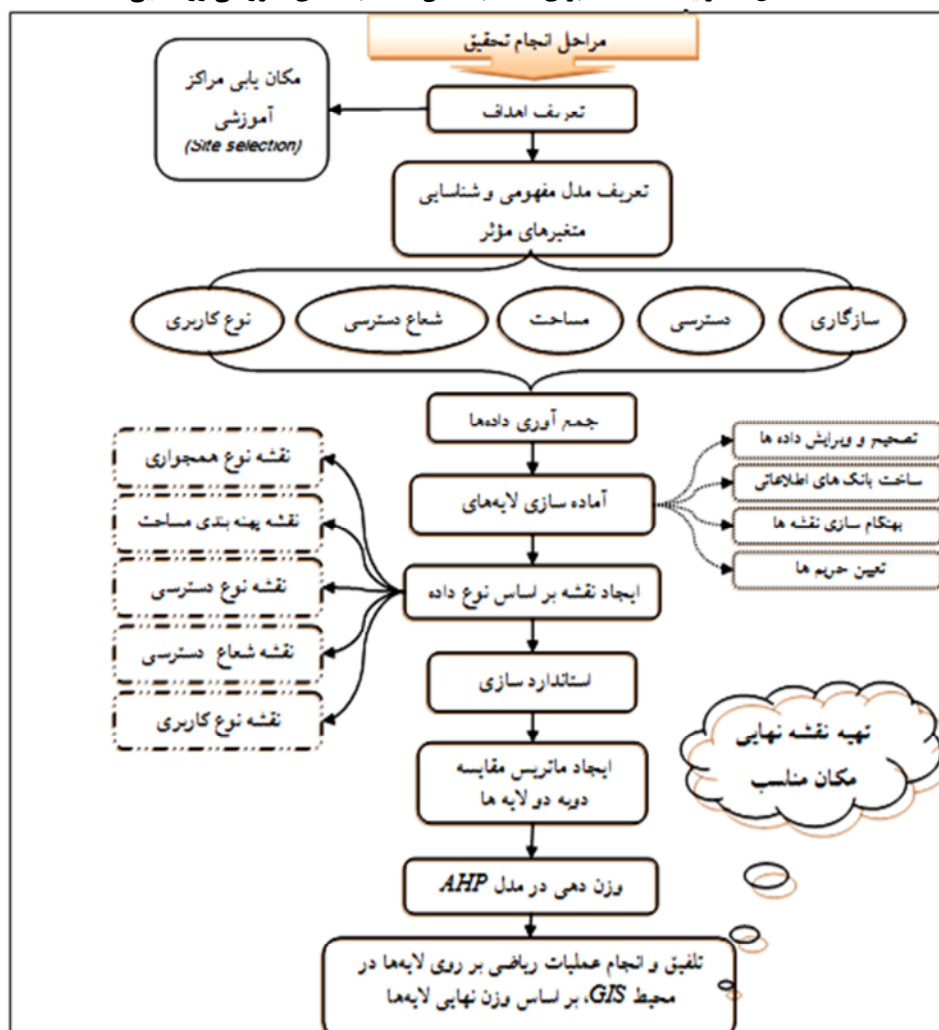 مراحل انجام تحقیق
تعریف اهداف
مکان یابی مراکز
آموزشی
(Site selection)
تعریف مدل مفهومی و شناسایی
متغیرهای مؤثر
سازگاری
دسترسی
مساحت
شعاع دسترسی
نوع کاربری
جمع آوری داده‌ها
آماده سازی لایه‌های
تصحیح و ویرایش داده ها
ساخت بانک های اطلاعاتی
بهنگام سازی نقشه ها
تعیین حریم ها
ایجاد نقشه بر اساس نوع داده
نقشه نوع همجواری
نقشه پهنه بندی مساحت
نقشه نوع دسترسی
نقشه شعاع دسترسی
نقشه نوع کاربری
استاندارد سازی
ایجاد ماتریس مقایسه
دوبه دو لایه ها
وزن دهی در مدل AHP
تلفیق و انجام عملیات ریاضی بر روی لایه‌ها در
محیط GIS، بر اساس وزن نهایی لایه‌ها
تهیه نقشه نهایی
مکان مناسب